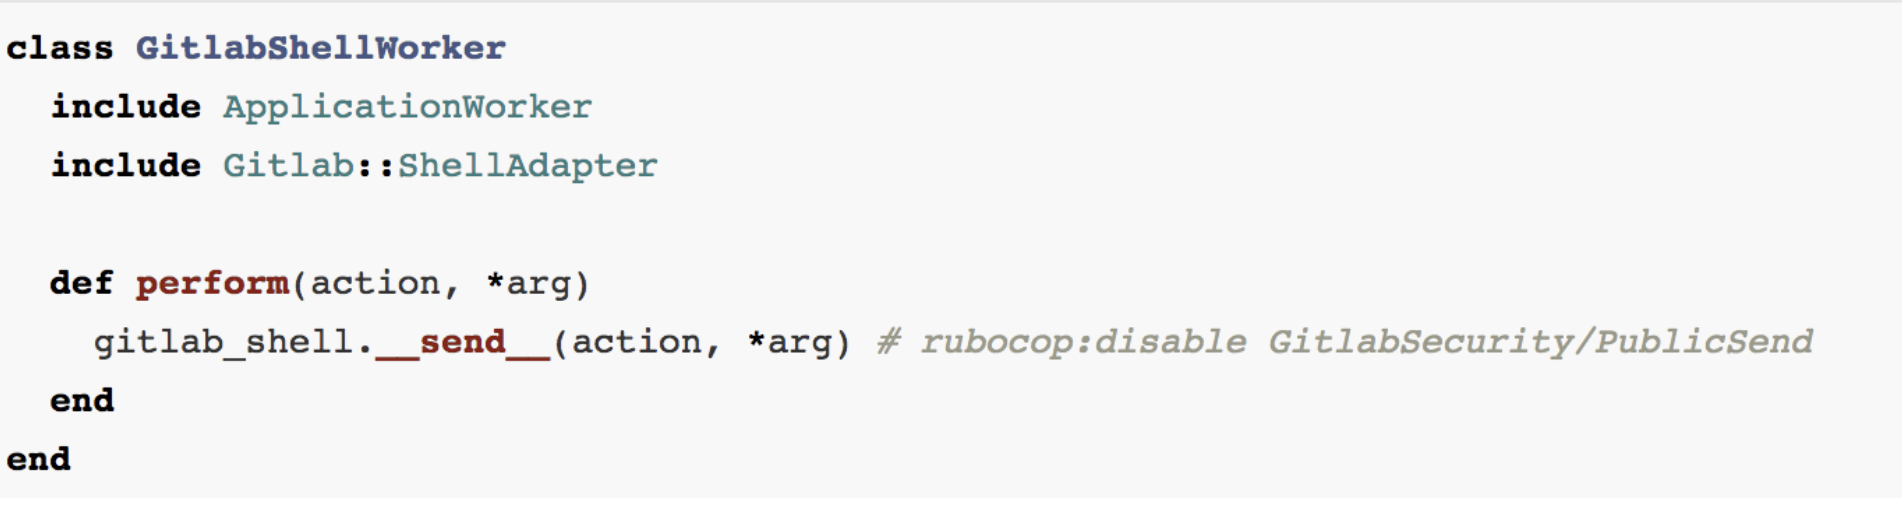 class GitlabShellWorker
  include ApplicationWorker
  include Gitlab::ShellAdapter
  def perform(action, *arg)
    gitlab_shell.__send__(action, *arg) # rubocop:disable GitlabSecurity/PublicSend
  end
end